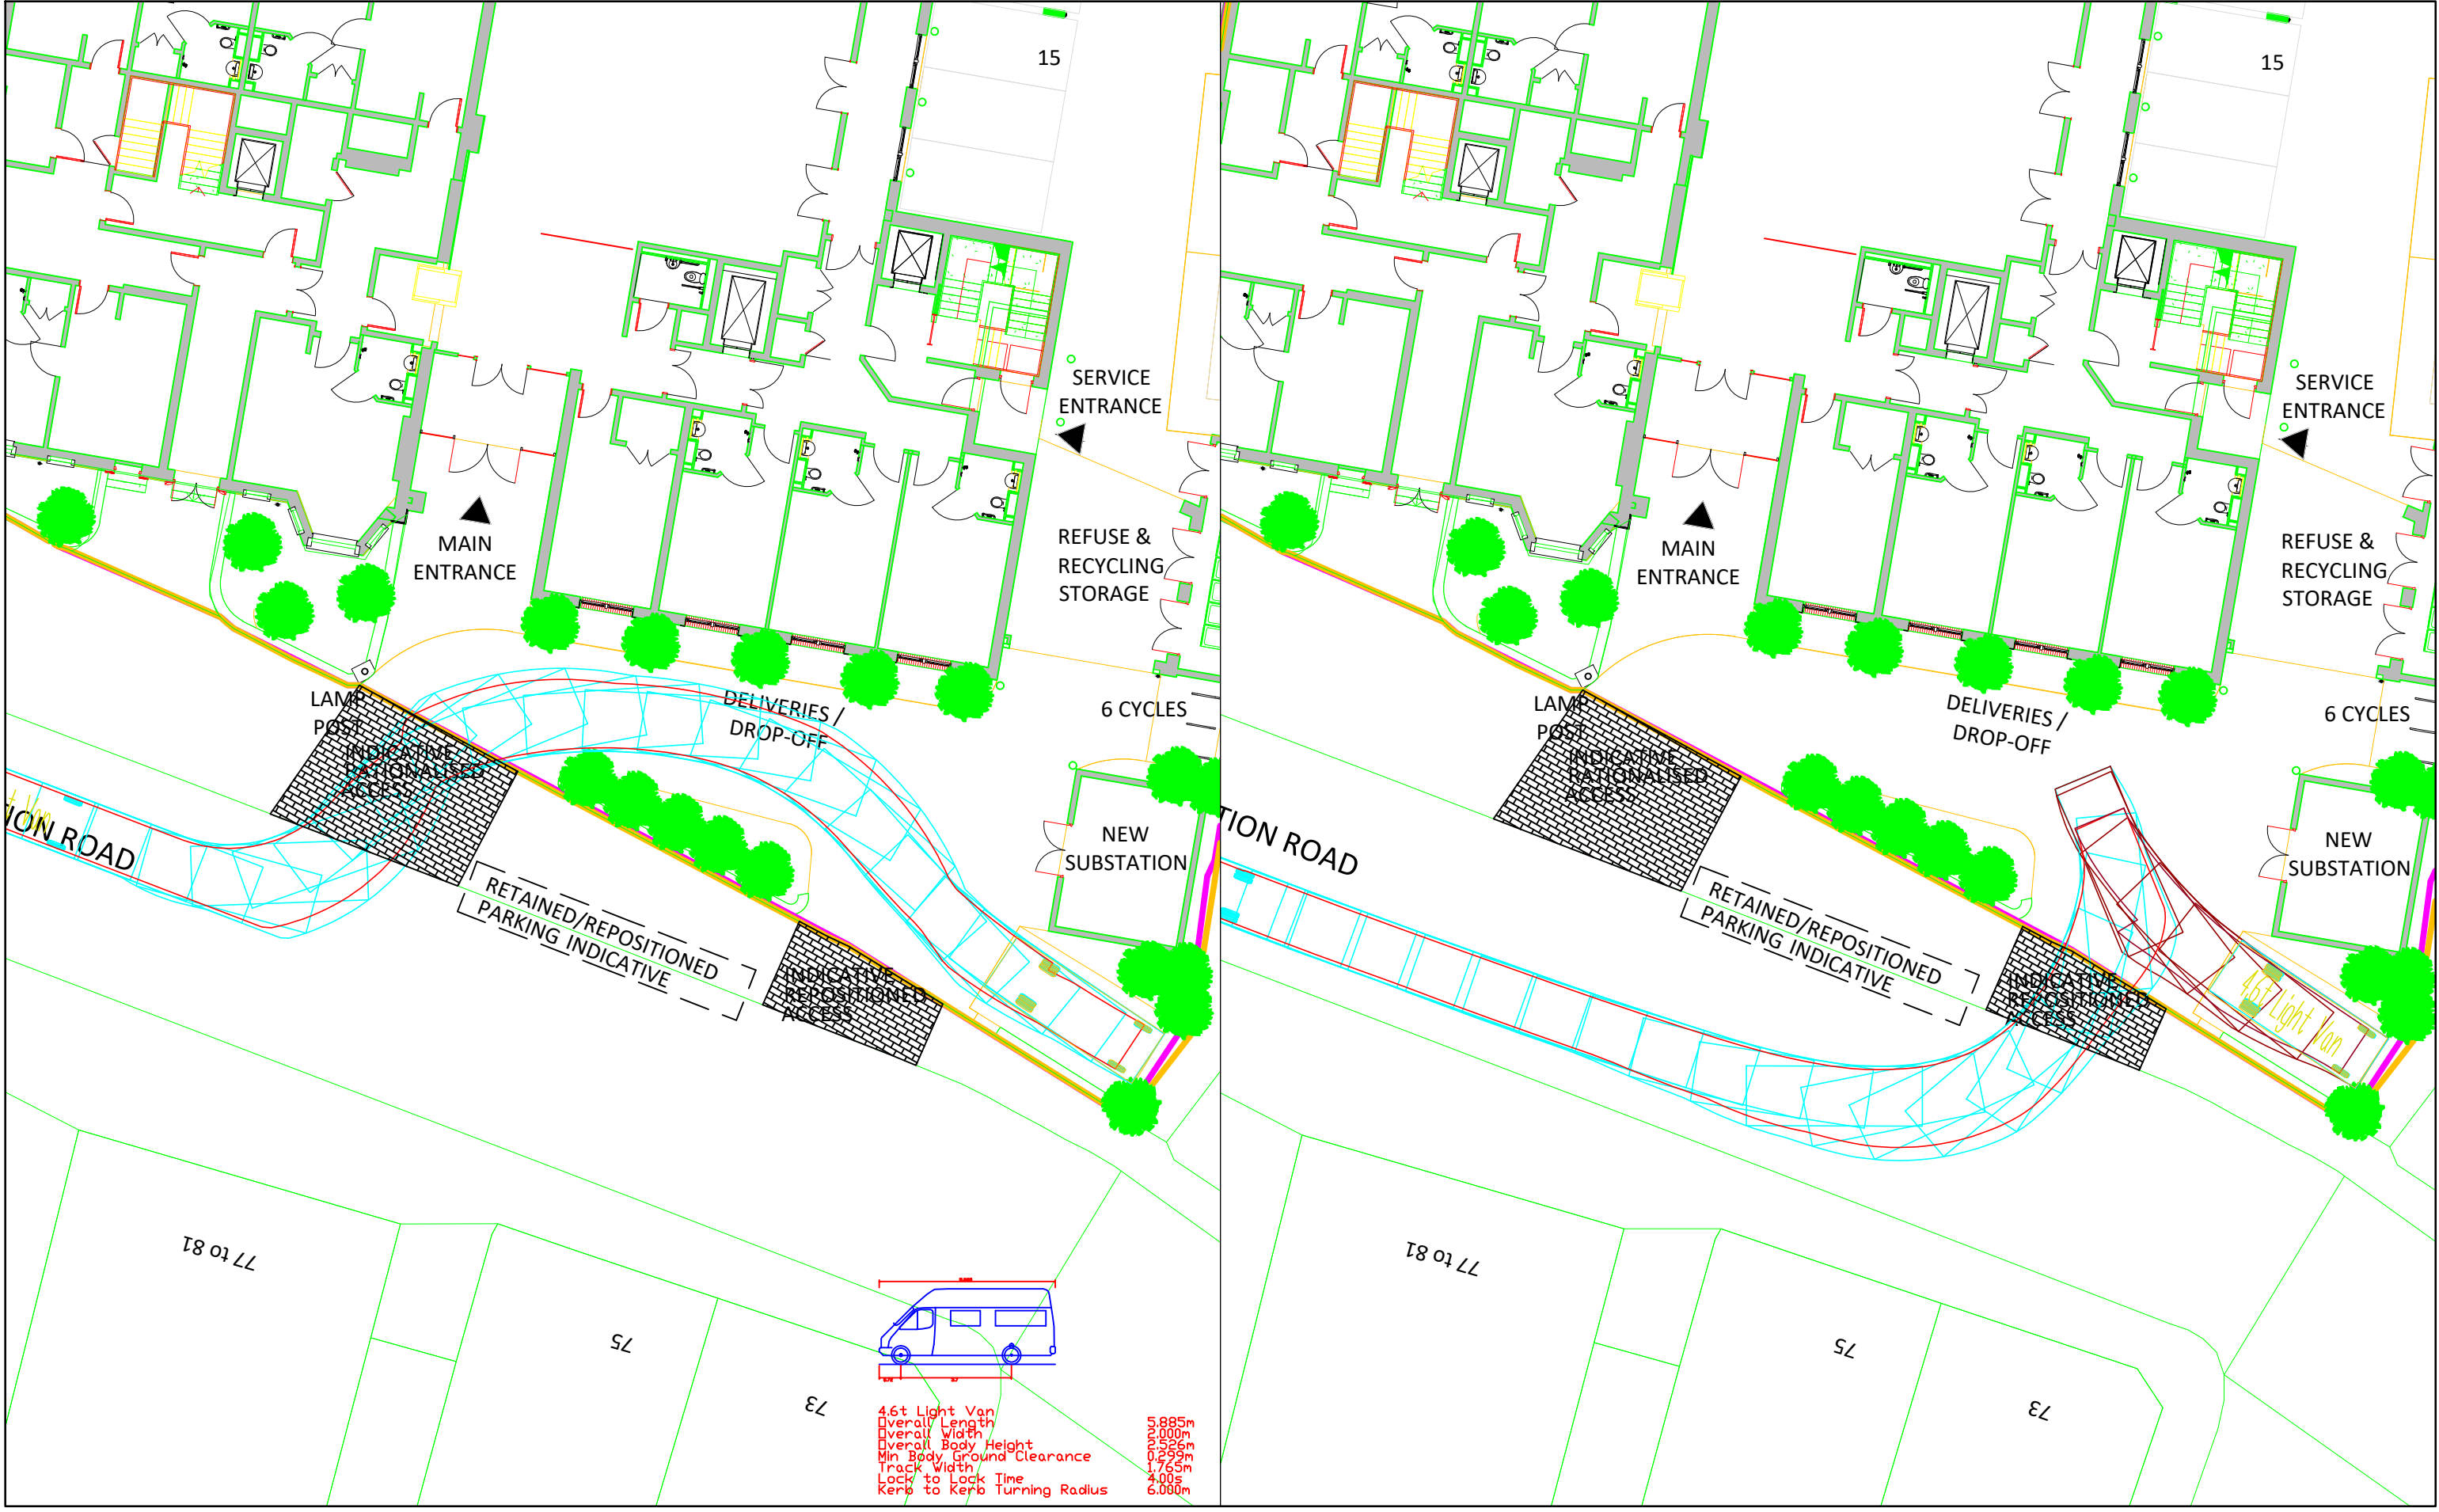 15
SERVICE
ENTRANCE
MAIN
ENTRANCE
REFUSE &
RECYCLING
STORAGE
LAMP
POST
INDICATIVE
RATIONALISED
ACCESS
DELIVERIES /
DROP-OFF
6 CYCLES
NEW
SUBSTATION
TION ROAD
RETAINED/REPOSITIONED
PARKING INDICATIVE
INDICATIVE
REPOSITIONED
ACCESS
77 to 81
75
73
4.6t Light Van
Overall Length 5.885m
Overall Width 2.000m
Overall Body Height 2.526m
Min Body Ground Clearance 0.299m
Track Width 1.765m
Lock to Lock Time 4.00s
Kerb to Kerb Turning Radius 6.000m
15
SERVICE
ENTRANCE
MAIN
ENTRANCE
REFUSE &
RECYCLING
STORAGE
LAMP
POST
INDICATIVE
RATIONALISED
ACCESS
DELIVERIES /
DROP-OFF
6 CYCLES
NEW
SUBSTATION
TION ROAD
RETAINED/REPOSITIONED
PARKING INDICATIVE
INDICATIVE
REPOSITIONED
ACCESS
4.6t Light Van
77 to 81
75
73